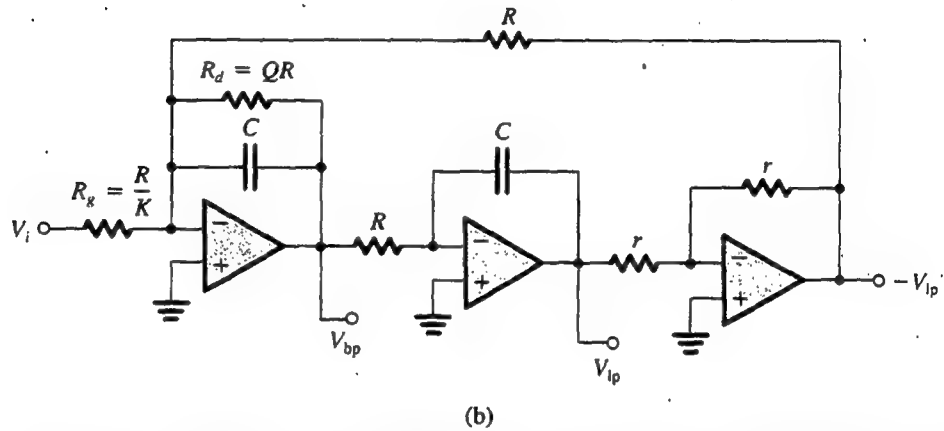 R
R_d = QR
C
C
R_g = R/K
r
V_i
−
+
R
−
+
r
−
+
−V_lp
V_bp
V_lp
(b)